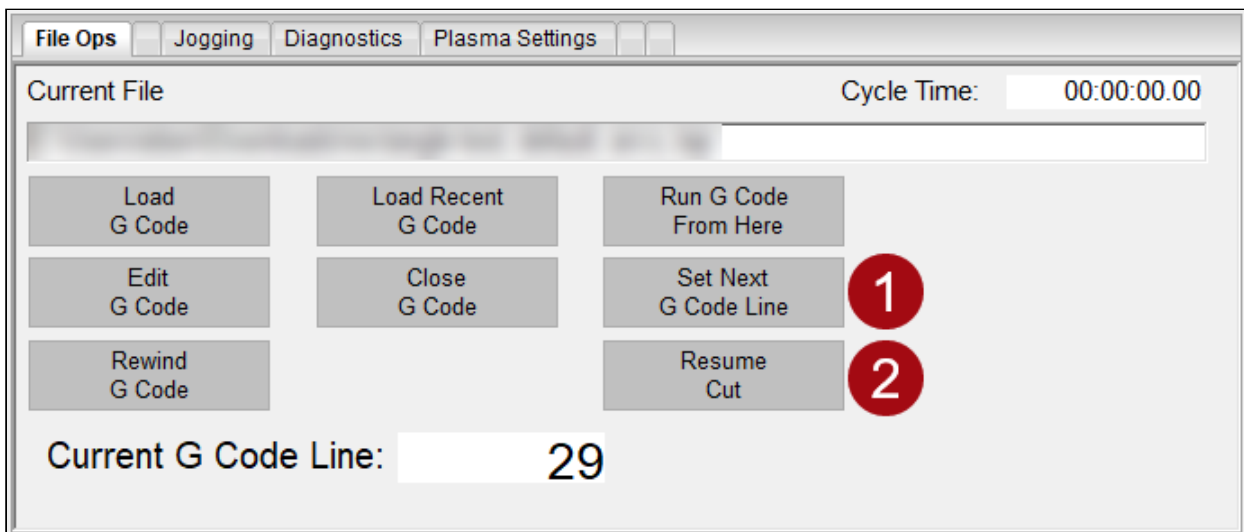 File Ops Jogging Diagnostics Plasma Settings
Current File Cycle Time: 00:00:00.00
Load Load Recent Run G Code
G Code G Code From Here
Edit Close Set Next
G Code G Code G Code Line 1
Rewind Resume
G Code Cut 2
Current G Code Line: 29